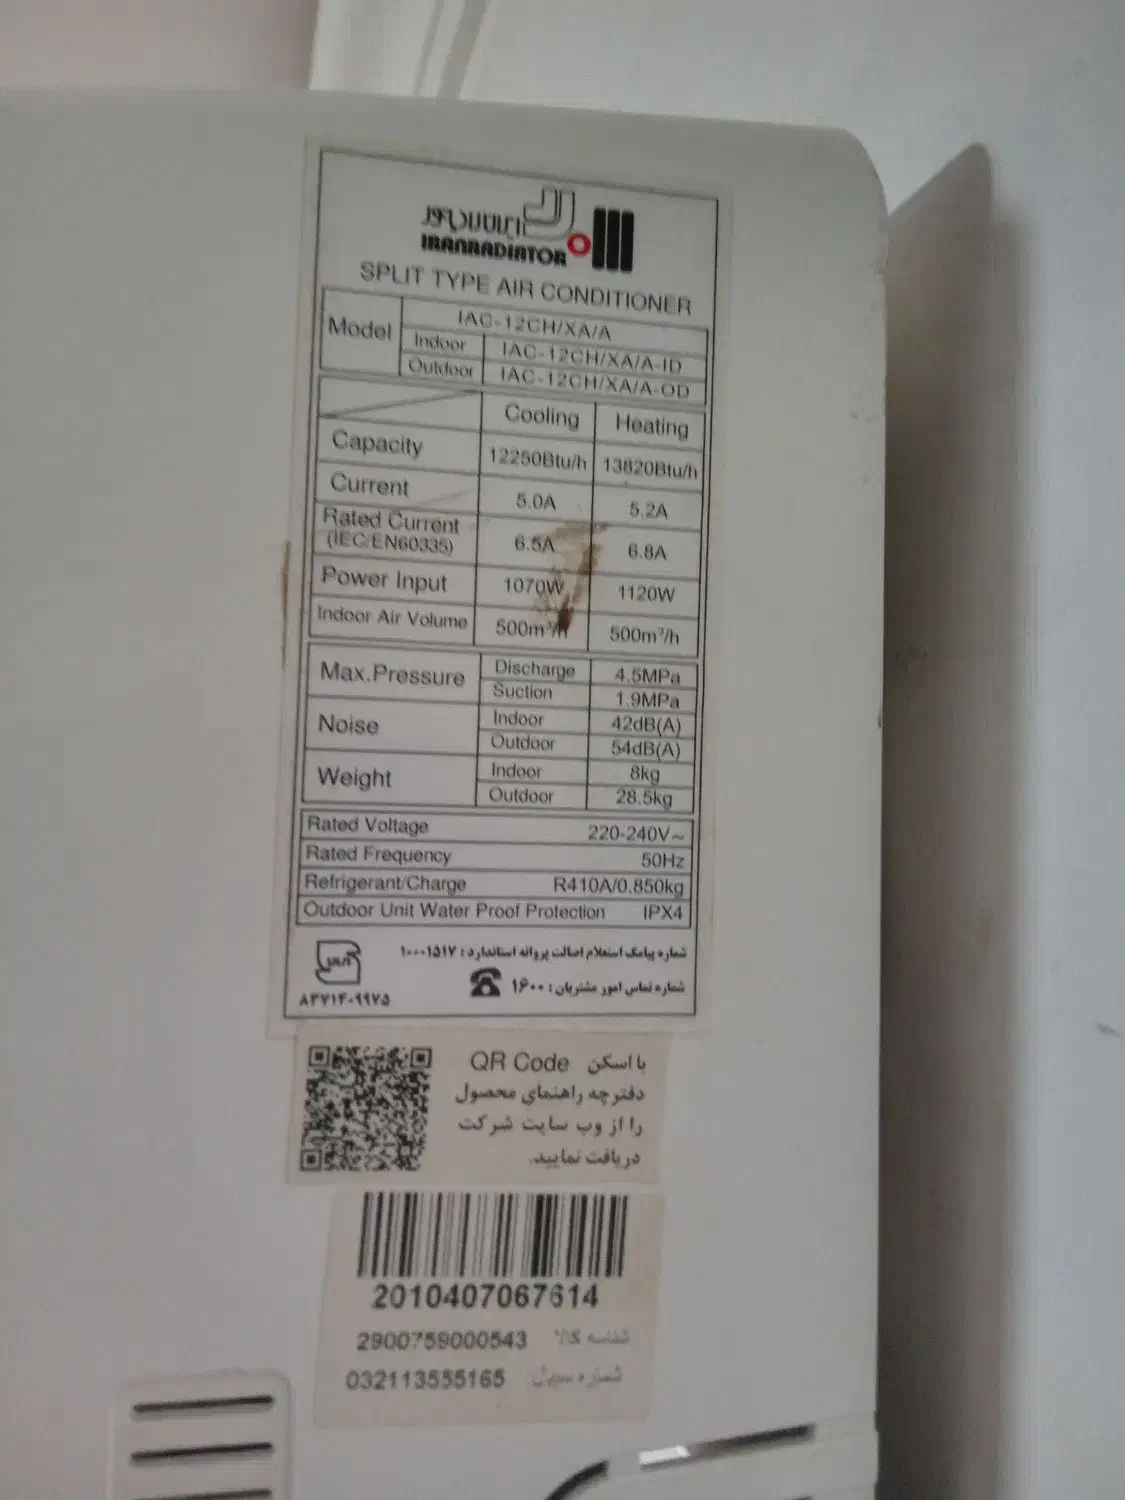 ایران رادیاتور
IRANRADIATOR
SPLIT TYPE AIR CONDITIONER
Model IAC-12CH/XA/A
Indoor IAC-12CH/XA/A-ID
Outdoor IAC-12CH/XA/A-OD
Cooling Heating
Capacity 12250Btu/h 13820Btu/h
Current 5.0A 5.2A
Rated Current (IEC/EN60335) 6.5A 6.8A
Power Input 1070W 1120W
Indoor Air Volume 500m³/h 500m³/h
Max.Pressure Discharge 4.5MPa
Suction 1.9MPa
Noise Indoor 42dB(A)
Outdoor 54dB(A)
Weight Indoor 8kg
Outdoor 28.5kg
Rated Voltage 220-240V~
Rated Frequency 50Hz
Refrigerant/Charge R410A/0.850kg
Outdoor Unit Water Proof Protection IPX4
شماره پیامک استعلام اصالت پروانه استاندارد : ۱۰۰۰۱۵۱۷
شماره تماس امور مشتریان : ۱۶۰۰
با اسکن QR Code
دفترچه راهنمای محصول
را از وب سایت شرکت
دریافت نمایید.
2010407067614
شناسه کالا 2900759000543
شماره سریال 032113555165